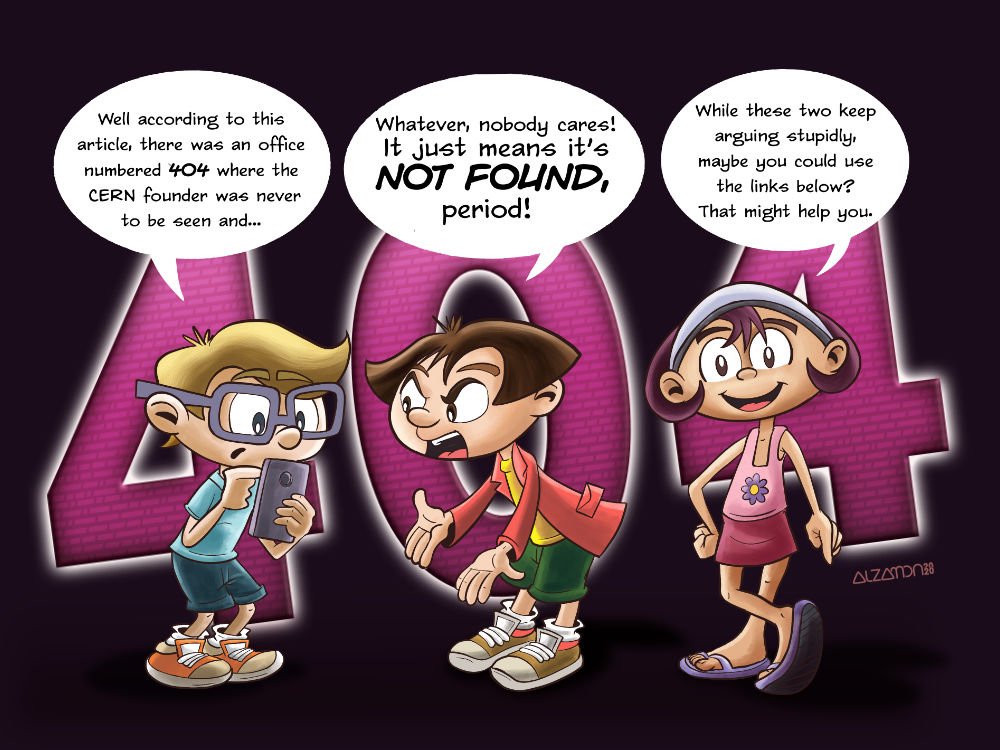 Well according to this
article, there was an office
numbered 404 where the
CERN founder was never
to be seen and...
Whatever, nobody cares!
It just means it's
NOT FOUND,
period!
While these two keep
arguing stupidly,
maybe you could use
the links below?
That might help you.
404
ALZAMON 2020